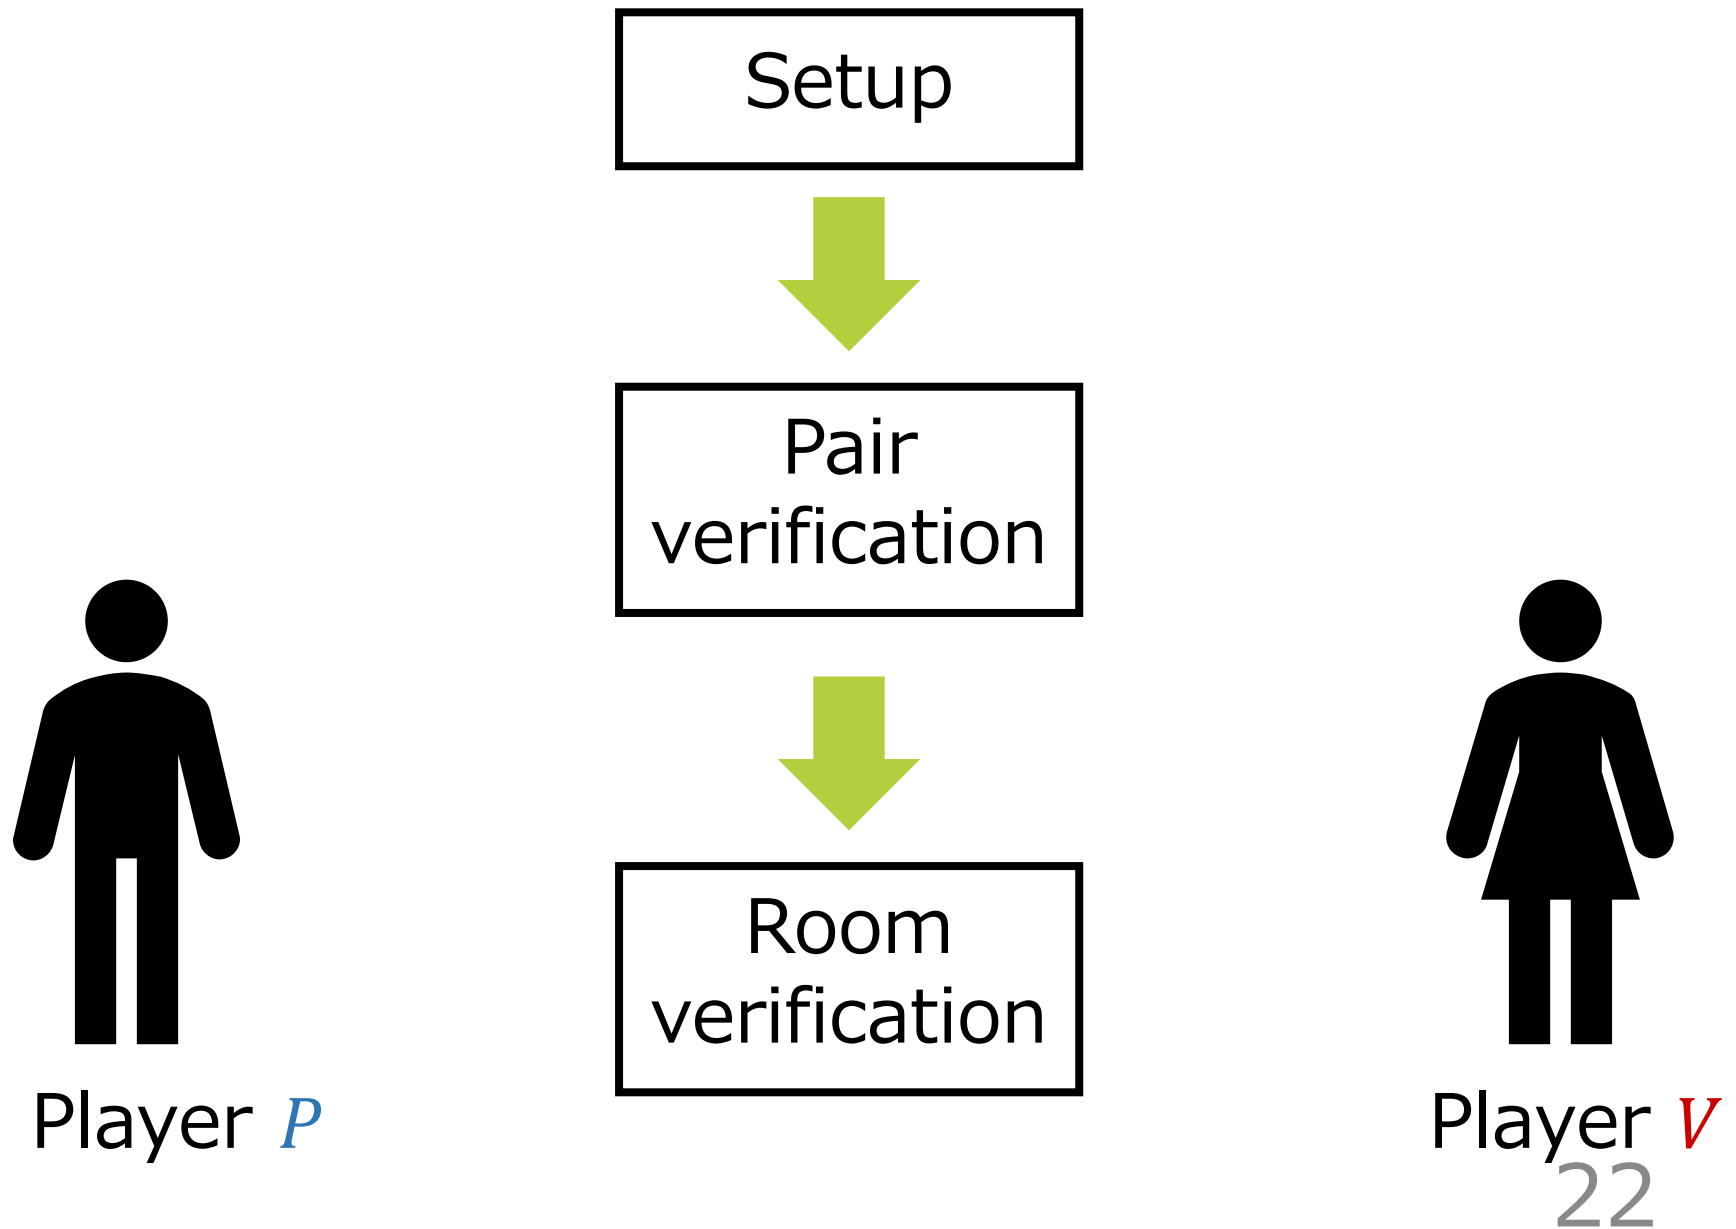 Setup
Pair
verification
Room
verification
Player P
Player V
22